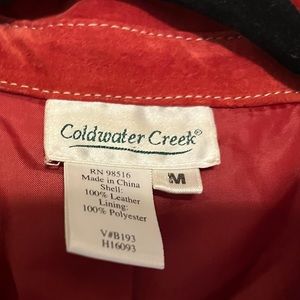 Coldwater Creek®
M
RN 98516
Made in China
Shell:
100% Leather
Lining:
100% Polyester
V#B193
H16093